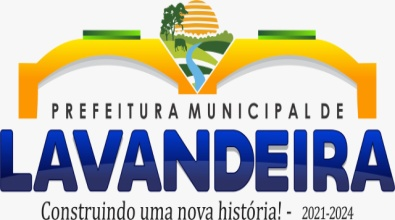 PREFEITURA MUNICIPAL DE
LAVANDEIRA
Construindo uma nova história! - 2021-2024